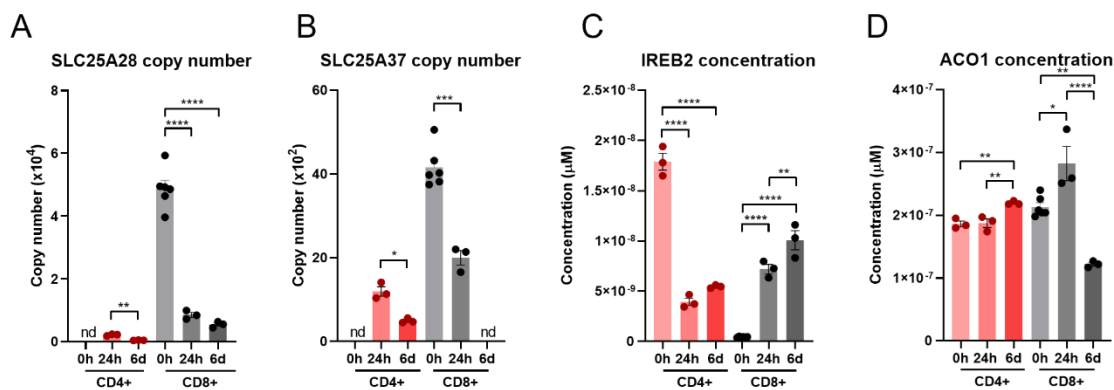 A
SLC25A28 copy number
Copy number (x10⁴)
8
6
4
2
0
****
****
**
nd
0h 24h 6d 0h 24h 6d
CD4+ CD8+
B
SLC25A37 copy number
Copy number (x10²)
60
40
20
0
***
*
nd
nd
0h 24h 6d 0h 24h 6d
CD4+ CD8+
C
IREB2 concentration
Concentration (µM)
2.5×10⁻⁸
2.0×10⁻⁸
1.5×10⁻⁸
1.0×10⁻⁸
5.0×10⁻⁹
0
****
****
**
****
****
0h 24h 6d 0h 24h 6d
CD4+ CD8+
D
ACO1 concentration
Concentration (µM)
4×10⁻⁷
3×10⁻⁷
2×10⁻⁷
1×10⁻⁷
0
**
****
*
**
**
0h 24h 6d 0h 24h 6d
CD4+ CD8+